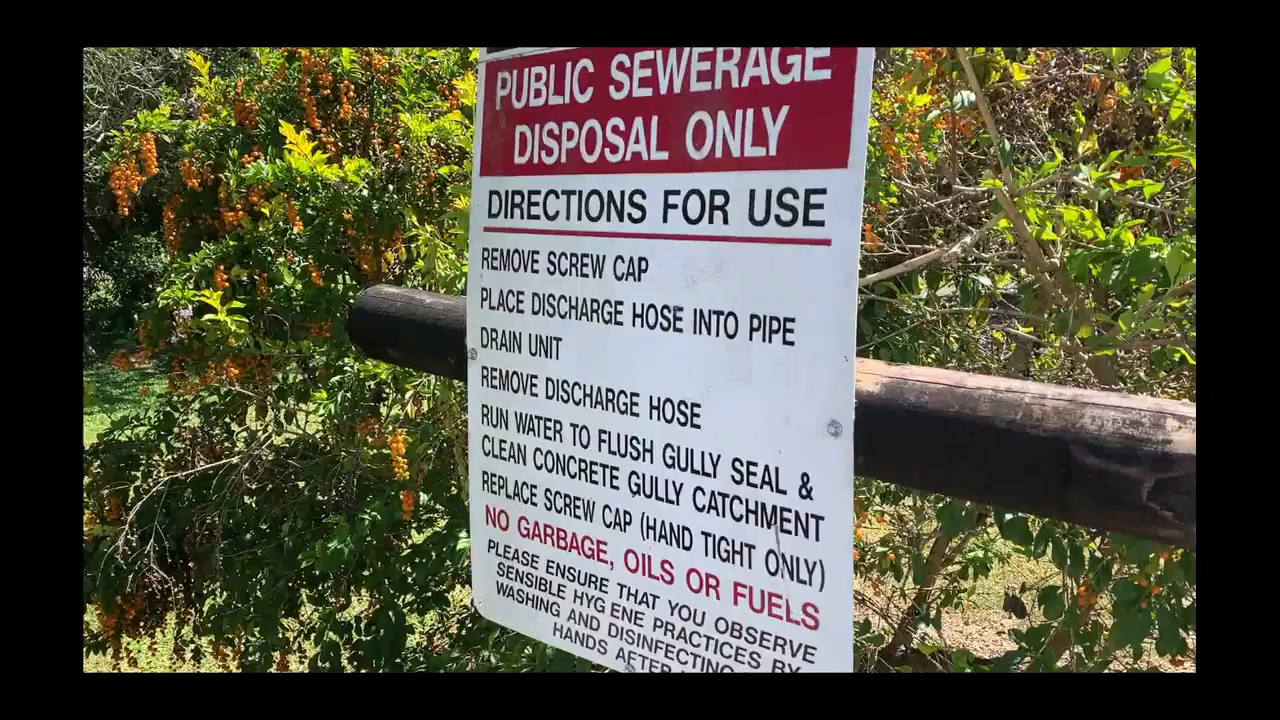 PUBLIC SEWERAGE
DISPOSAL ONLY
DIRECTIONS FOR USE
REMOVE SCREW CAP
PLACE DISCHARGE HOSE INTO PIPE
DRAIN UNIT
REMOVE DISCHARGE HOSE
RUN WATER TO FLUSH GULLY SEAL &
CLEAN CONCRETE GULLY CATCHMENT
REPLACE SCREW CAP (HAND TIGHT ONLY)
NO GARBAGE, OILS OR FUELS
PLEASE ENSURE THAT YOU OBSERVE
SENSIBLE HYG ENE PRACTICES BY
WASHING AND DISINFECTING
HANDS AFTER